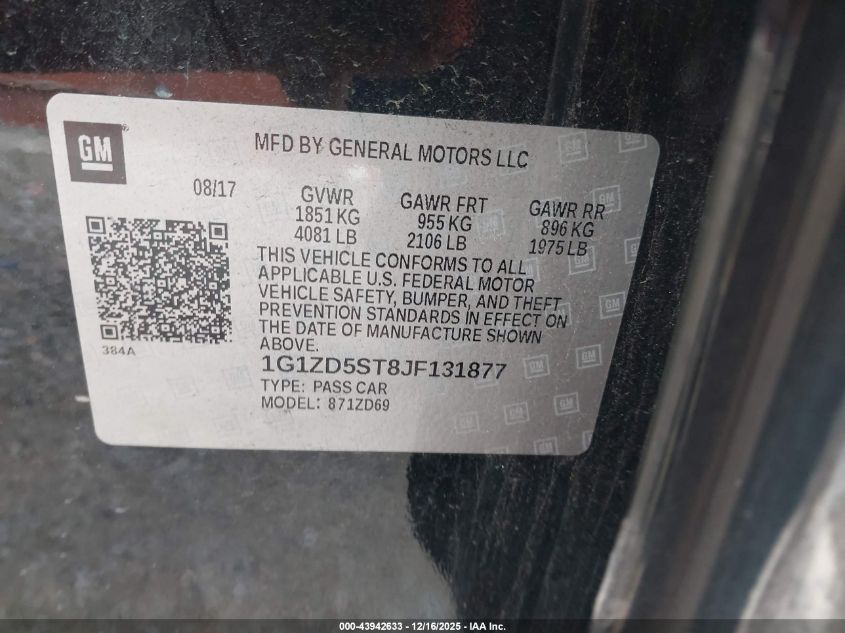 GM
MFD BY GENERAL MOTORS LLC
08/17
GVWR
1851 KG
4081 LB
GAWR FRT
955 KG
2106 LB
GAWR RR
896 KG
1975 LB
THIS VEHICLE CONFORMS TO ALL
APPLICABLE U.S. FEDERAL MOTOR
VEHICLE SAFETY, BUMPER, AND THEFT
PREVENTION STANDARDS IN EFFECT ON
THE DATE OF MANUFACTURE SHOWN
ABOVE.
384A
1G1ZD5ST8JF131877
TYPE: PASS CAR
MODEL: 871ZD69
000-43942633 - 12/16/2025 - IAA Inc.